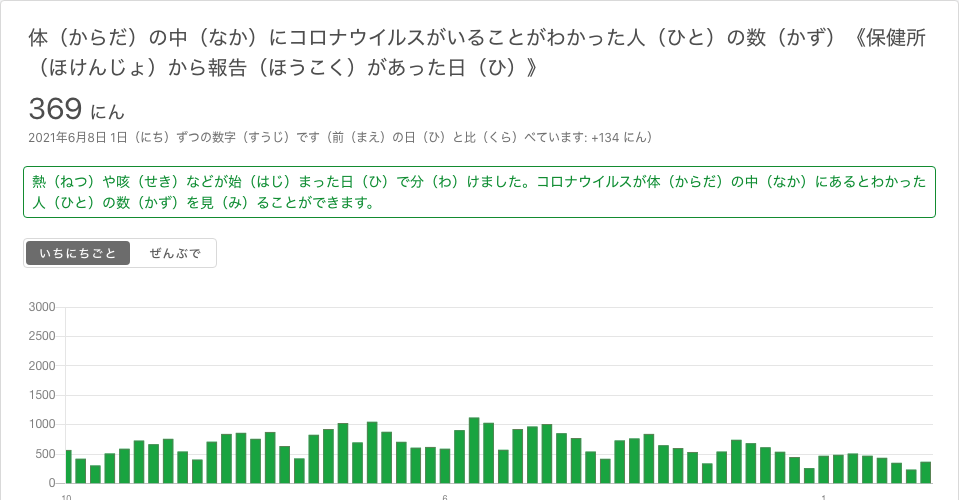 体（からだ）の中（なか）にコロナウイルスがいることがわかった人（ひと）の数（かず）《保健所
（ほけんじょ）から報告（ほうこく）があった日（ひ）》
369 にん
2021年6月8日 1日（にち）ずつの数字（すうじ）です（前（まえ）の日（ひ）と比（くら）べています: +134 にん）
熱（ねつ）や咳（せき）などが始（はじ）まった日（ひ）で分（わ）けました。コロナウイルスが体（からだ）の中（なか）にあるとわかった
人（ひと）の数（かず）を見（み）ることができます。
いちにちごと ぜんぶで
3000
2500
2000
1500
1000
500
0
10 6 1